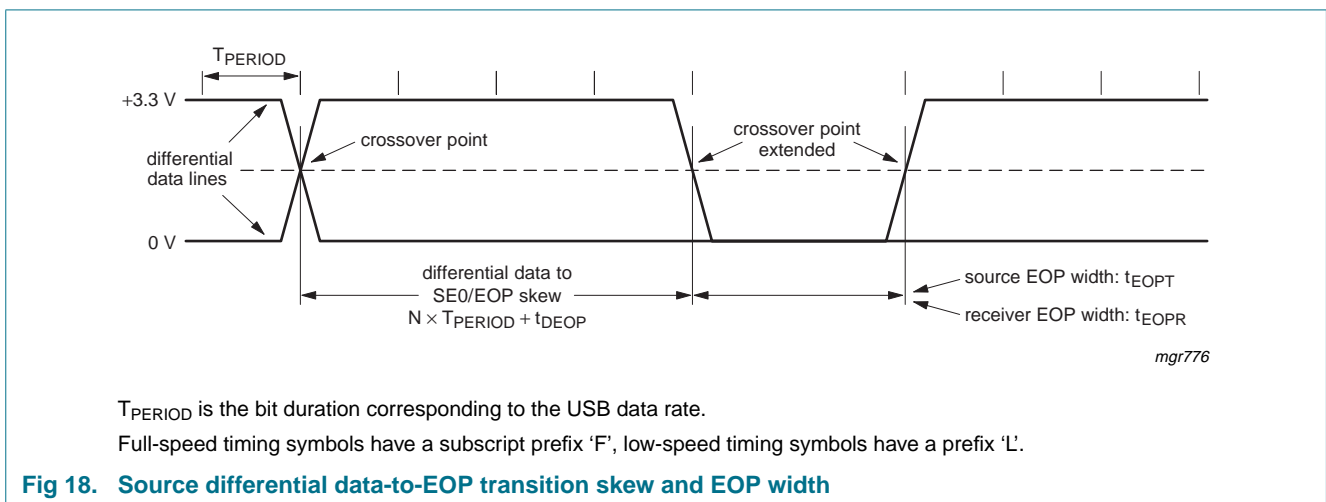 TPERIOD
+3.3 V
crossover point
crossover point
extended
differential
data lines
0 V
differential data to
SE0/EOP skew
N × TPERIOD + tDEOP
source EOP width: tEOPT
receiver EOP width: tEOPR
mgr776
TPERIOD is the bit duration corresponding to the USB data rate.
Full-speed timing symbols have a subscript prefix ‘F’, low-speed timing symbols have a prefix ‘L’.
Fig 18. Source differential data-to-EOP transition skew and EOP width